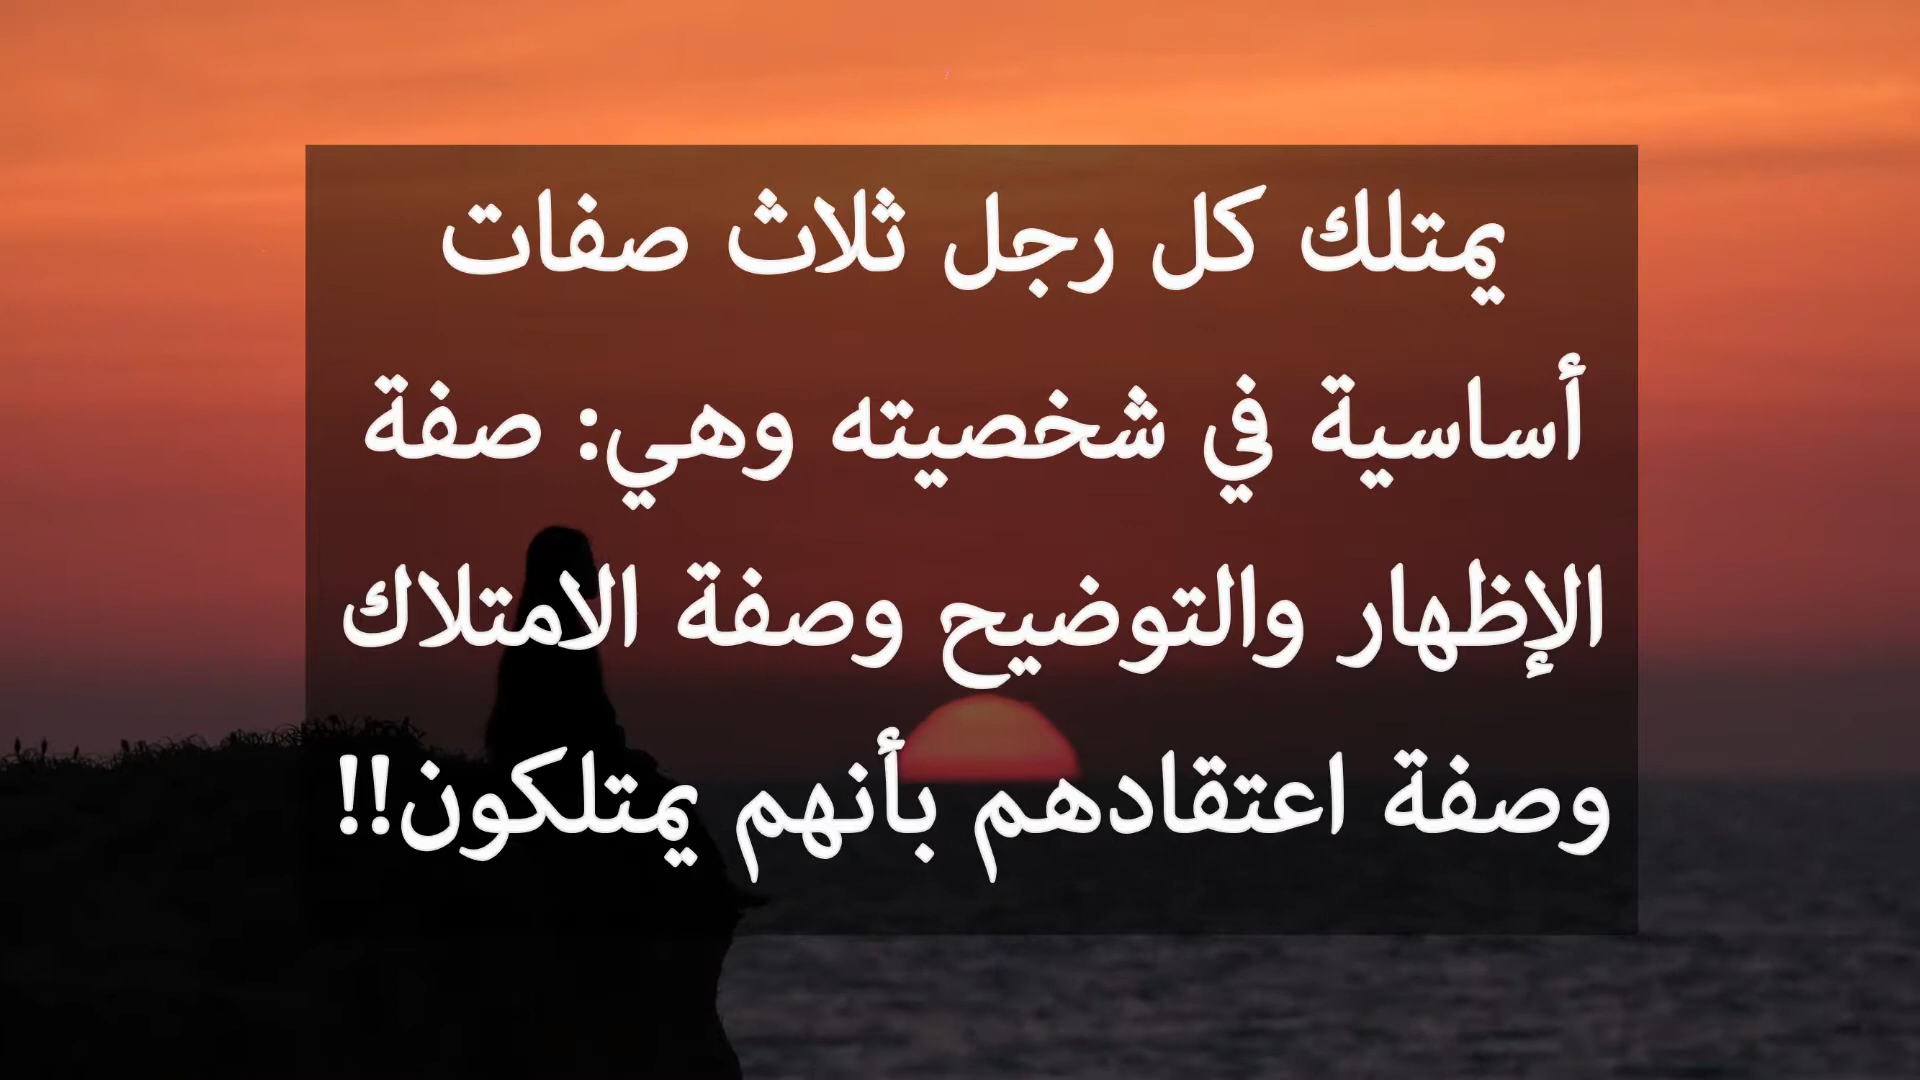 يمتلك كل رجل ثلاث صفات
أساسية في شخصيته وهي: صفة
الإظهار والتوضيح وصفة الامتلاك
وصفة اعتقادهم بأنهم يمتلكون!!